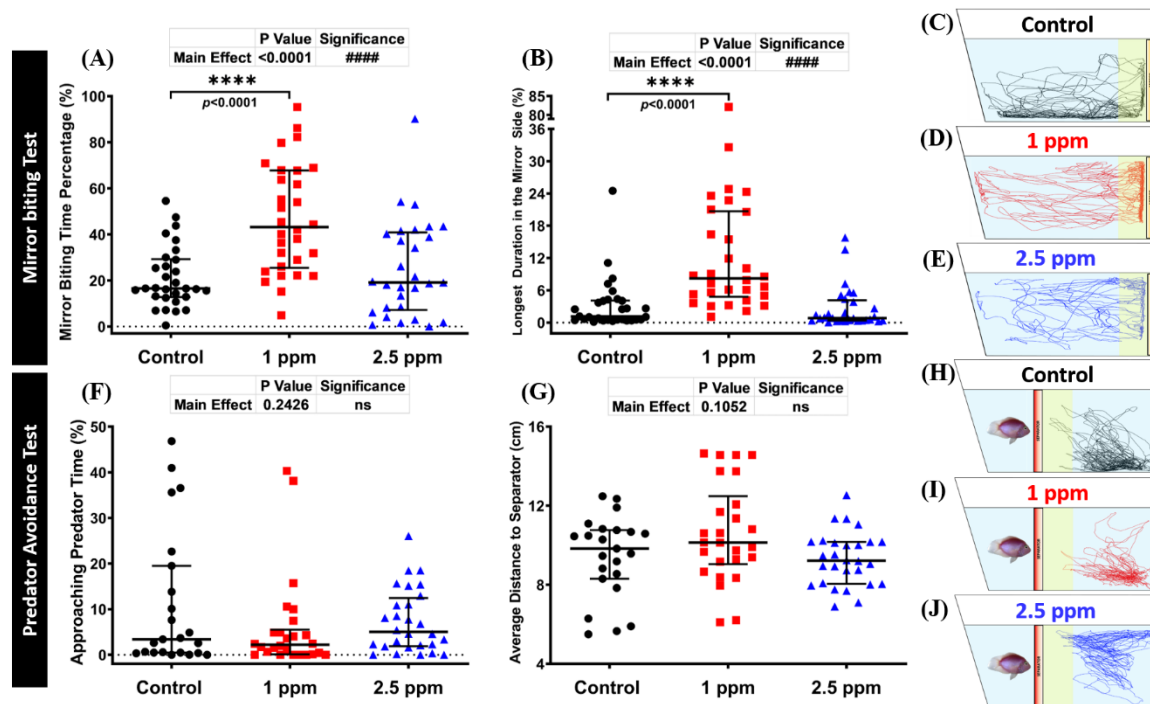 Mirror biting Test
(A)
P Value Significance
Main Effect <0.0001 ####
****
p<0.0001
Mirror Biting Time Percentage (%)
100
80
60
40
20
0
Control 1 ppm 2.5 ppm
(B)
P Value Significance
Main Effect <0.0001 ####
****
p<0.0001
Longest Duration in the Mirror Side (%)
85
80
36
30
24
18
12
6
0
Control 1 ppm 2.5 ppm
(C) Control
(D) 1 ppm
(E) 2.5 ppm
Predator Avoidance Test
(F)
P Value Significance
Main Effect 0.2426 ns
Approaching Predator Time (%)
50
40
30
20
10
0
Control 1 ppm 2.5 ppm
(G)
P Value Significance
Main Effect 0.1052 ns
Average Distance to Separator (cm)
16
12
8
4
Control 1 ppm 2.5 ppm
(H) Control
(I) 1 ppm
(J) 2.5 ppm